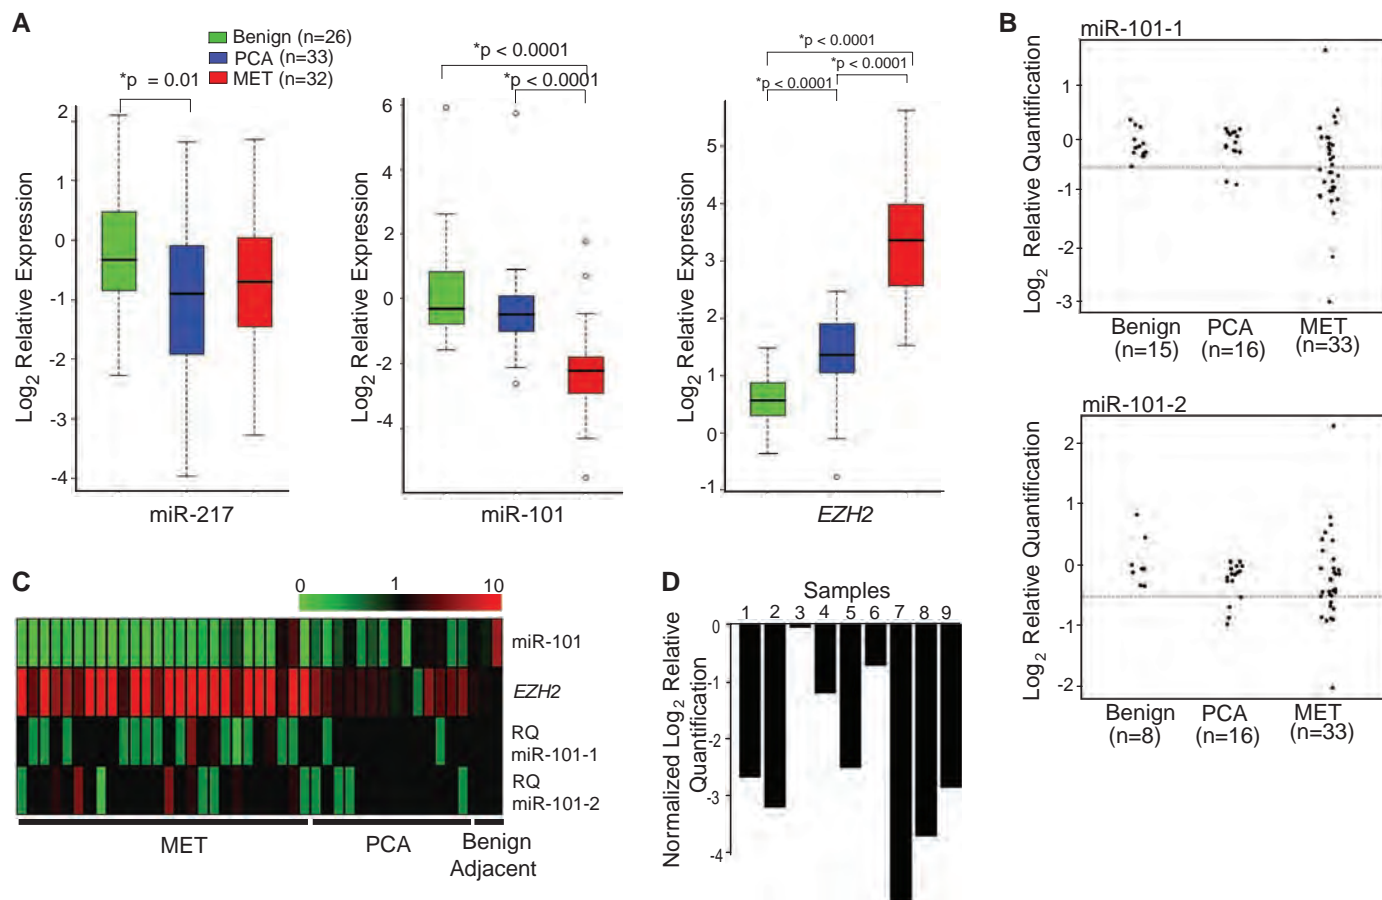 A
Benign (n=26)
PCA (n=33)
MET (n=32)
*p = 0.01
Log2 Relative Expression
2
1
0
-1
-2
-3
-4
miR-217
*p < 0.0001
*p < 0.0001
Log2 Relative Expression
6
4
2
0
-2
-4
miR-101
*p < 0.0001
*p < 0.0001
*p < 0.0001
Log2 Relative Expression
5
4
3
2
1
0
-1
EZH2
B
miR-101-1
Log2 Relative Quantification
1
0
-1
-2
-3
Benign PCA MET
(n=15) (n=16) (n=33)
miR-101-2
Log2 Relative Quantification
2
1
0
-1
-2
Benign PCA MET
(n=8) (n=16) (n=33)
C
0 1 10
miR-101
EZH2
RQ
miR-101-1
RQ
miR-101-2
MET PCA Benign
Adjacent
D
Samples
1 2 3 4 5 6 7 8 9
Normalized Log2 Relative
Quantification
0
-1
-2
-3
-4